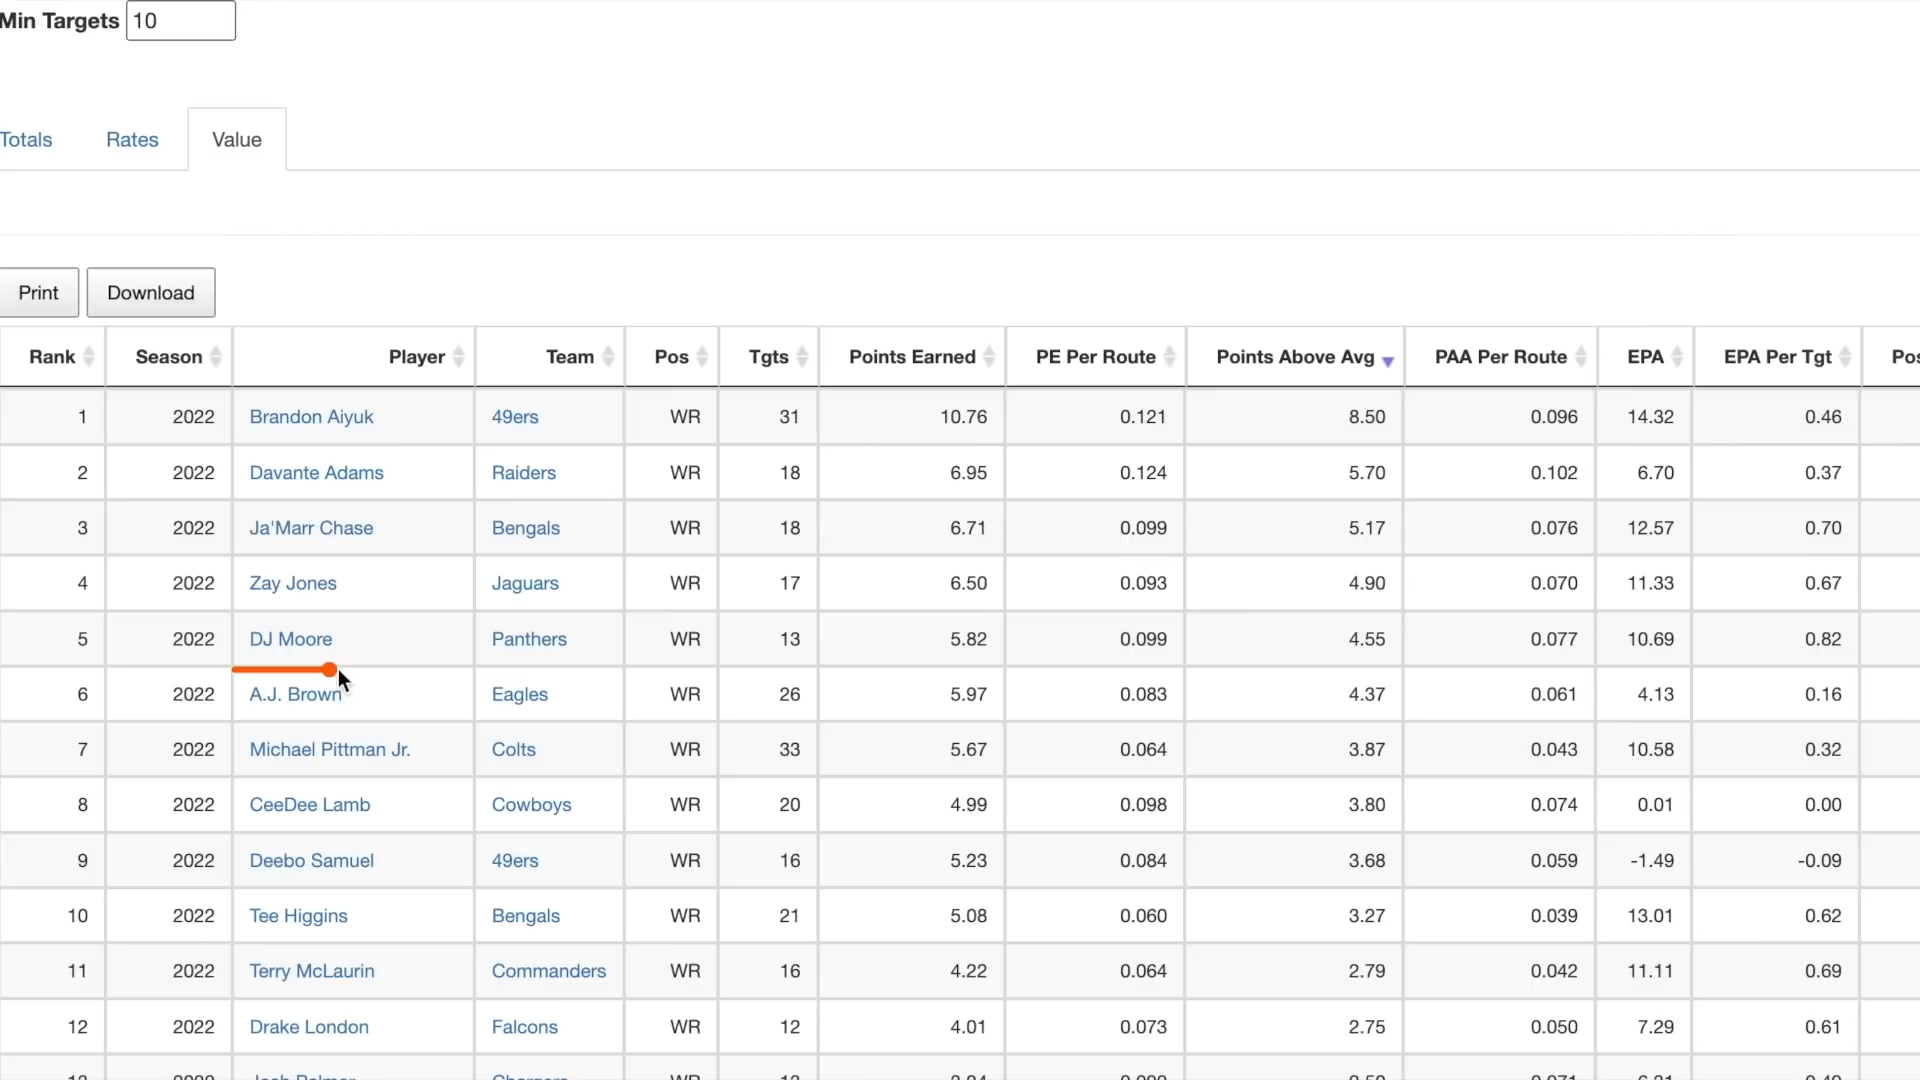 Min Targets 10
Totals Rates Value
Print Download
Rank Season Player Team Pos Tgts Points Earned PE Per Route Points Above Avg PAA Per Route EPA EPA Per Tgt Pos
1 2022 Brandon Aiyuk 49ers WR 31 10.76 0.121 8.50 0.096 14.32 0.46
2 2022 Davante Adams Raiders WR 18 6.95 0.124 5.70 0.102 6.70 0.37
3 2022 Ja'Marr Chase Bengals WR 18 6.71 0.099 5.17 0.076 12.57 0.70
4 2022 Zay Jones Jaguars WR 17 6.50 0.093 4.90 0.070 11.33 0.67
5 2022 DJ Moore Panthers WR 13 5.82 0.099 4.55 0.077 10.69 0.82
6 2022 A.J. Brown Eagles WR 26 5.97 0.083 4.37 0.061 4.13 0.16
7 2022 Michael Pittman Jr. Colts WR 33 5.67 0.064 3.87 0.043 10.58 0.32
8 2022 CeeDee Lamb Cowboys WR 20 4.99 0.098 3.80 0.074 0.01 0.00
9 2022 Deebo Samuel 49ers WR 16 5.23 0.084 3.68 0.059 -1.49 -0.09
10 2022 Tee Higgins Bengals WR 21 5.08 0.060 3.27 0.039 13.01 0.62
11 2022 Terry McLaurin Commanders WR 16 4.22 0.064 2.79 0.042 11.11 0.69
12 2022 Drake London Falcons WR 12 4.01 0.073 2.75 0.050 7.29 0.61